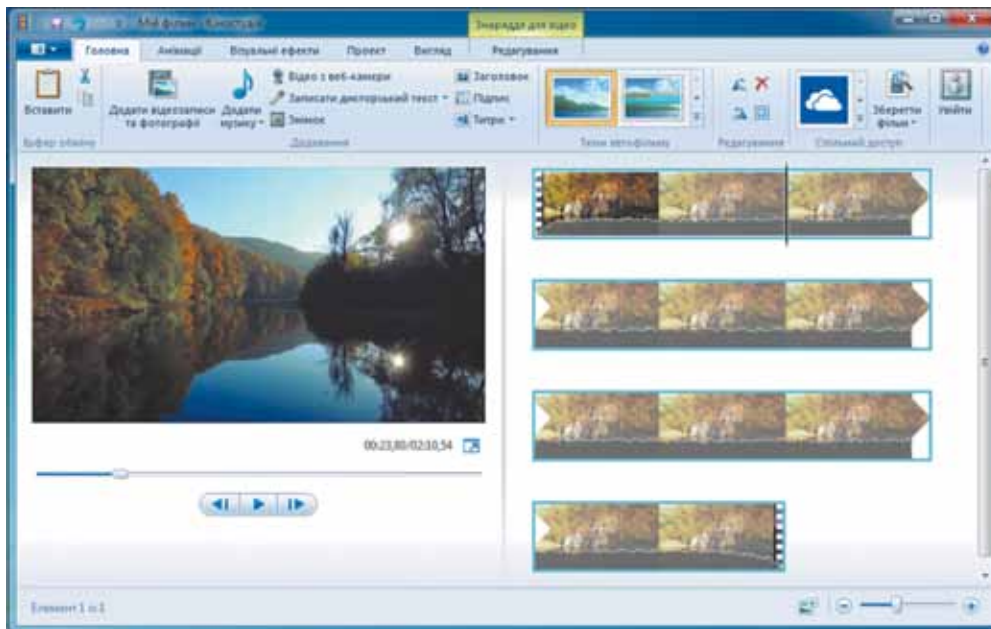 Мій фільм - Кіностудія
Знаряддя для відео
Головна Анімації Візуальні ефекти Проект Вигляд Редагування
Вставити
Додати відеозаписи та фотографії
Додати музику
Відео з веб-камери
Записати дикторський текст
Знімок
Заголовок
Підпис
Титри
Зберегти фільм
Увійти
Буфер обміну Додавання Теми автофільму Редагування Спільний доступ
00:23,80/02:10,54
Елемент 1 із 1